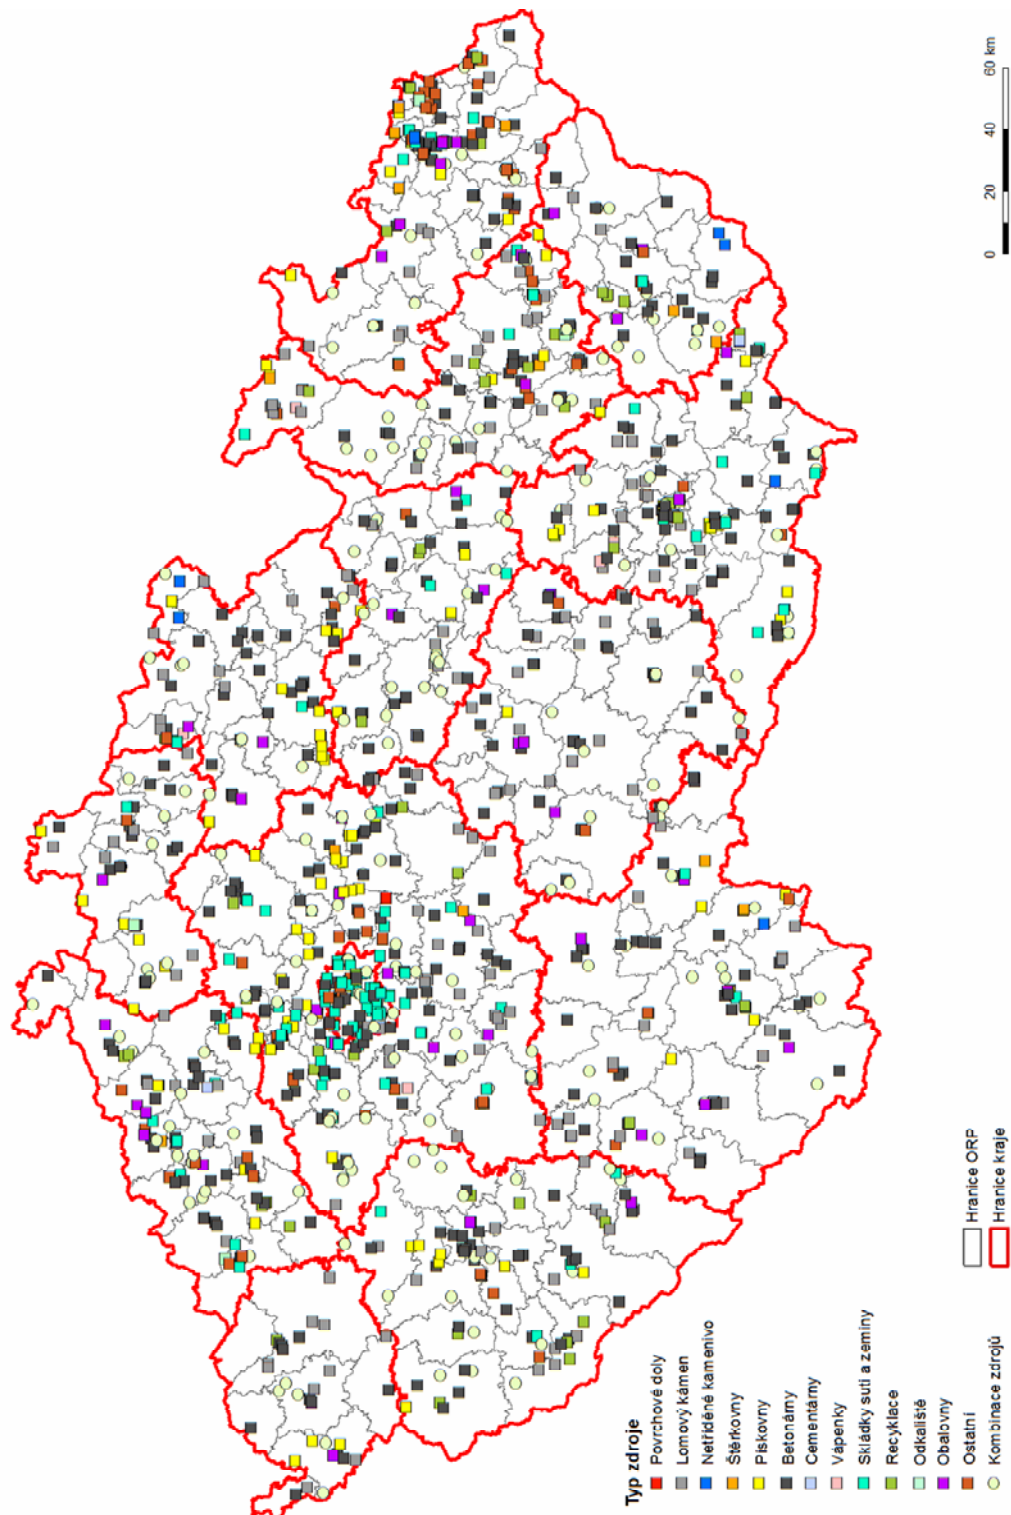 Typ zdroje
Povrchové doly
Lomový kámen
Netříděné kamenivo
Štěrkovny
Pískovny
Betonárny
Cementárny
Vápenky
Skládky suti a zeminy
Recyklace
Odkaliště
Obalovny
Ostatní
Kombinace zdrojů
Hranice ORP
Hranice kraje
0 20 40 60 km